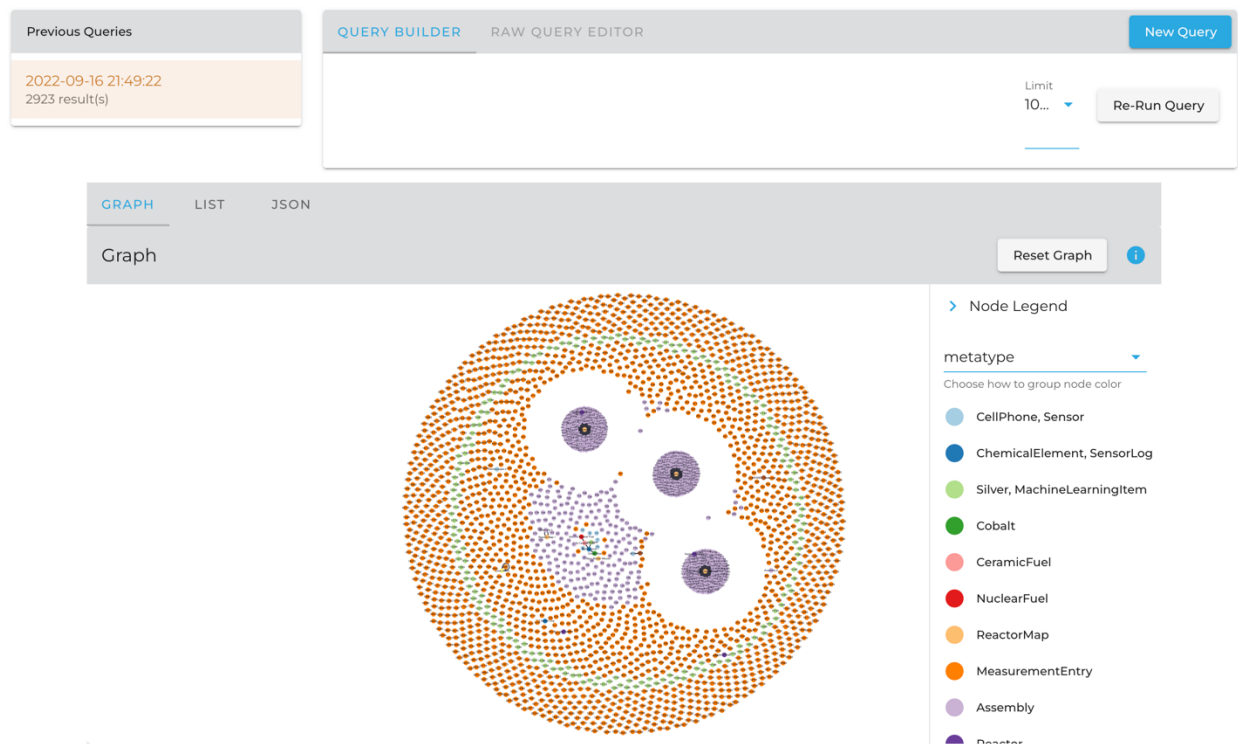 Previous Queries
2022-09-16 21:49:22
2923 result(s)
QUERY BUILDER RAW QUERY EDITOR
New Query
Limit
10...
Re-Run Query
GRAPH LIST JSON
Graph
Reset Graph
Node Legend
metatype
Choose how to group node color
CellPhone, Sensor
ChemicalElement, SensorLog
Silver, MachineLearningItem
Cobalt
CeramicFuel
NuclearFuel
ReactorMap
MeasurementEntry
Assembly
Reactor